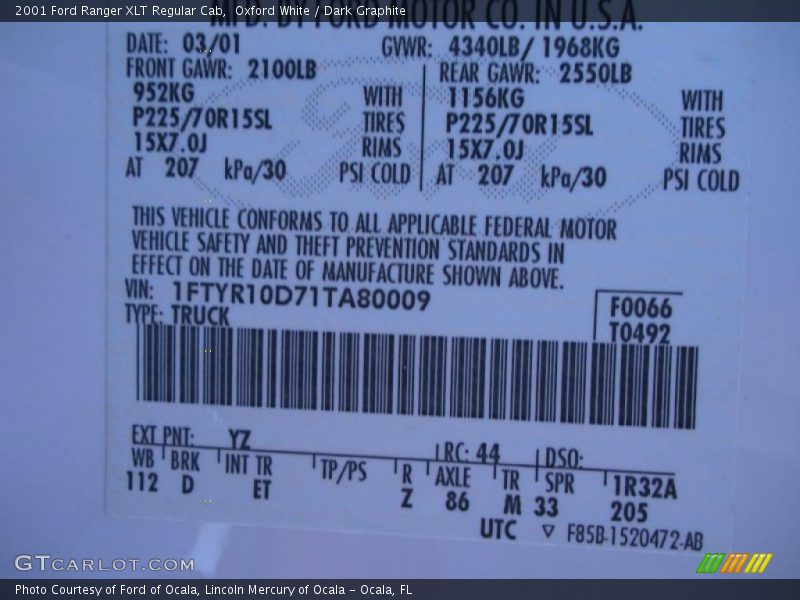 2001 Ford Ranger XLT Regular Cab, Oxford White / Dark Graphite
MFD. BY FORD MOTOR CO. IN U.S.A.
DATE: 03/01 GVWR: 4340LB/ 1968KG
FRONT GAWR: 2100LB REAR GAWR: 2550LB
952KG WITH 1156KG WITH
P225/70R15SL TIRES P225/70R15SL TIRES
15X7.0J RIMS 15X7.0J RIMS
AT 207 kPa/30 PSI COLD AT 207 kPa/30 PSI COLD
THIS VEHICLE CONFORMS TO ALL APPLICABLE FEDERAL MOTOR
VEHICLE SAFETY AND THEFT PREVENTION STANDARDS IN
EFFECT ON THE DATE OF MANUFACTURE SHOWN ABOVE.
VIN: 1FTYR10D71TA80009 F0066
TYPE: TRUCK T0492
EXT PNT: YZ RC: 44 DSO:
WB BRK INT TR TP/PS R AXLE TR SPR 1R32A
112 D ET Z 86 M 33 205
UTC ▽ F85B-1520472-AB
GTCARLOT.COM
Photo Courtesy of Ford of Ocala, Lincoln Mercury of Ocala – Ocala, FL